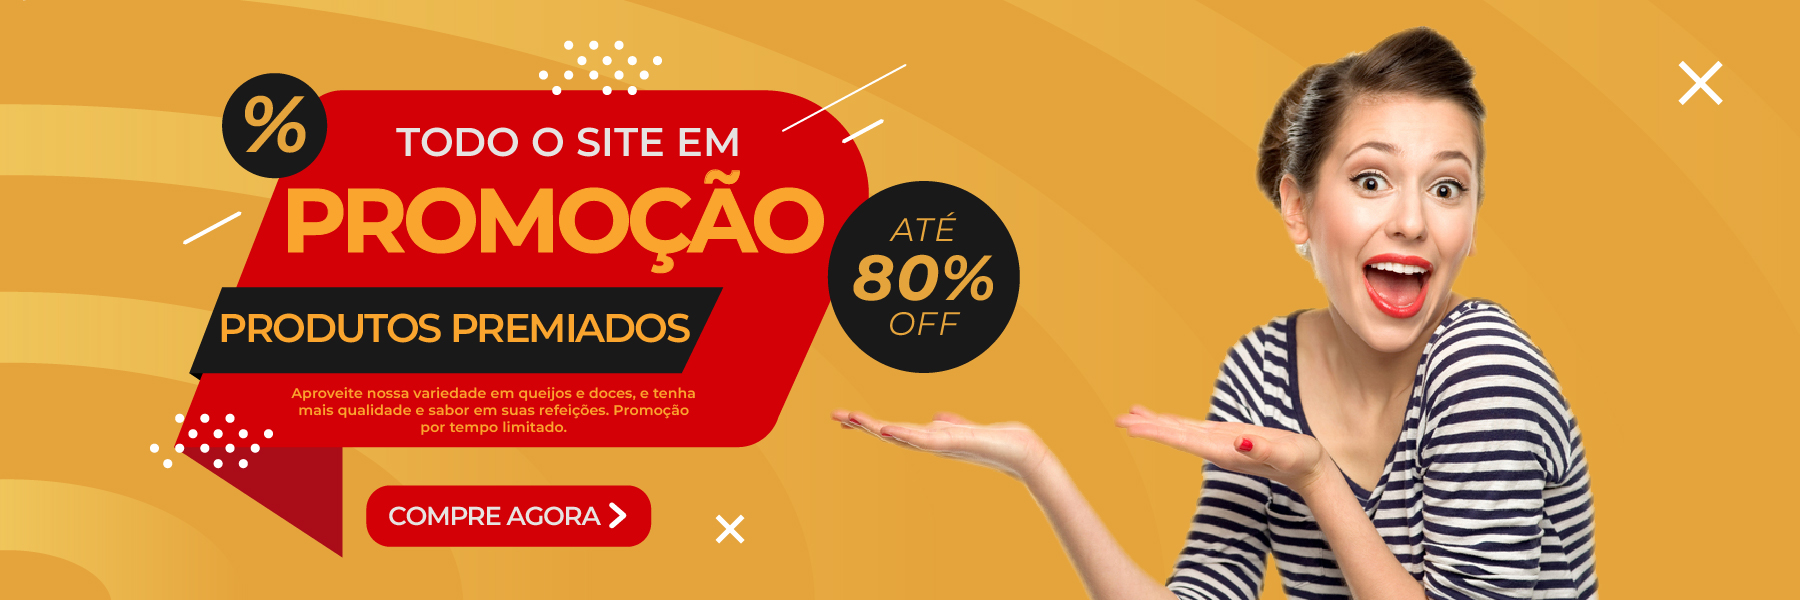 %
TODO O SITE EM
PROMOÇÃO
PRODUTOS PREMIADOS
Aproveite nossa variedade em queijos e doces, e tenha
mais qualidade e sabor em suas refeições. Promoção
por tempo limitado.
COMPRE AGORA
ATÉ
80%
OFF